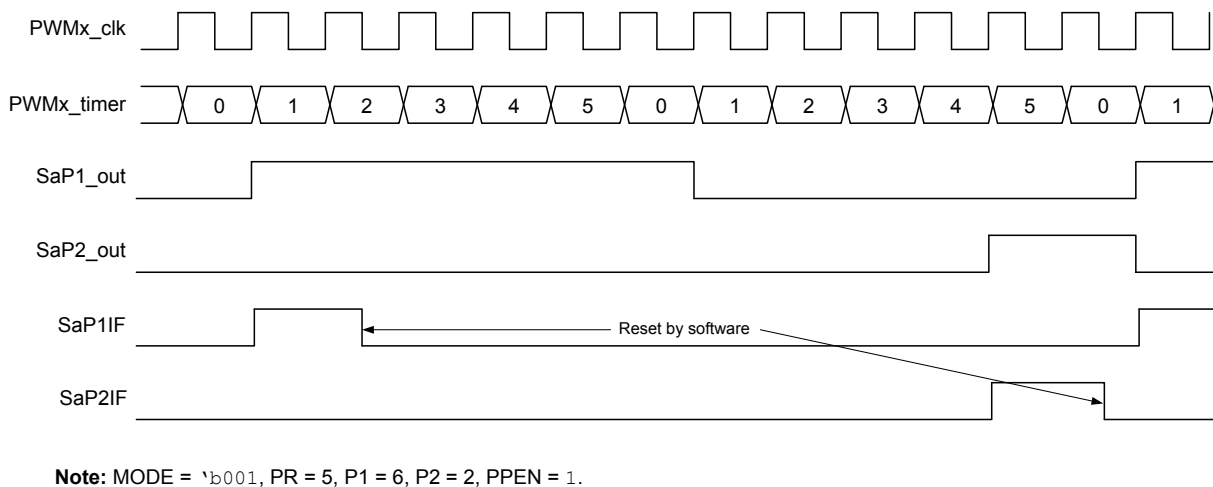 PWMx_clk
PWMx_timer 0 1 2 3 4 5 0 1 2 3 4 5 0 1
SaP1_out
SaP2_out
SaP1IF
Reset by software
SaP2IF
Note: MODE = ‘b001, PR = 5, P1 = 6, P2 = 2, PPEN = 1.